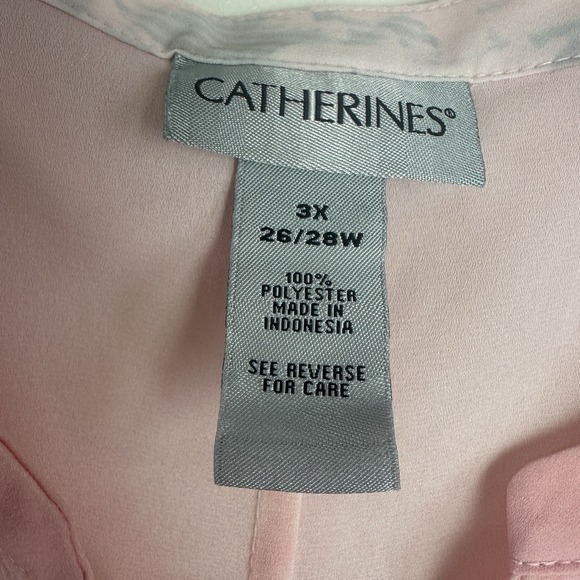 CATHERINES®
3X
26/28W
100%
POLYESTER
MADE IN
INDONESIA
SEE REVERSE
FOR CARE